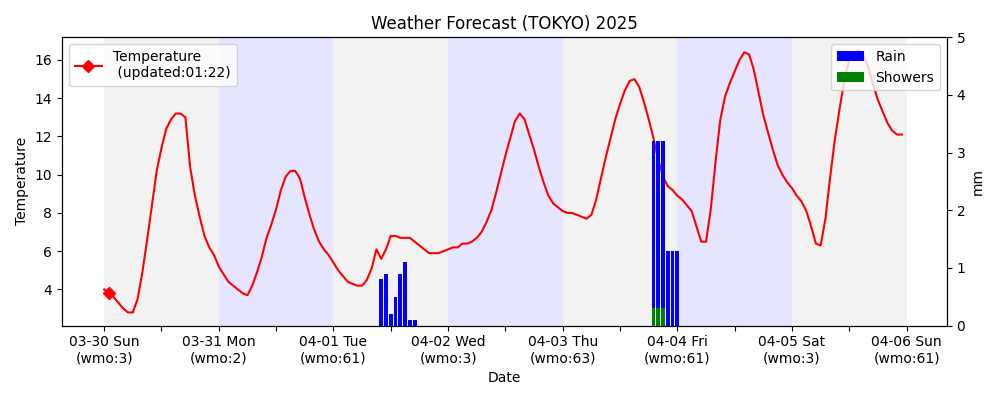 Weather Forecast (TOKYO) 2025
Temperature
(updated:01:22)
Rain
Showers
16
14
12
10
8
6
4
Temperature
5
4
3
2
1
0
mm
03-30 Sun
(wmo:3)
03-31 Mon
(wmo:2)
04-01 Tue
(wmo:61)
04-02 Wed
(wmo:3)
04-03 Thu
(wmo:63)
04-04 Fri
(wmo:61)
04-05 Sat
(wmo:3)
04-06 Sun
(wmo:61)
Date